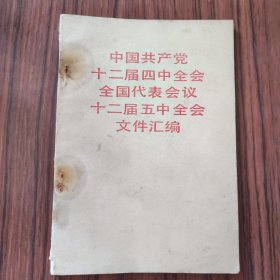 中国共产党
十二届四中全会
全国代表会议
十二届五中全会
文件汇编